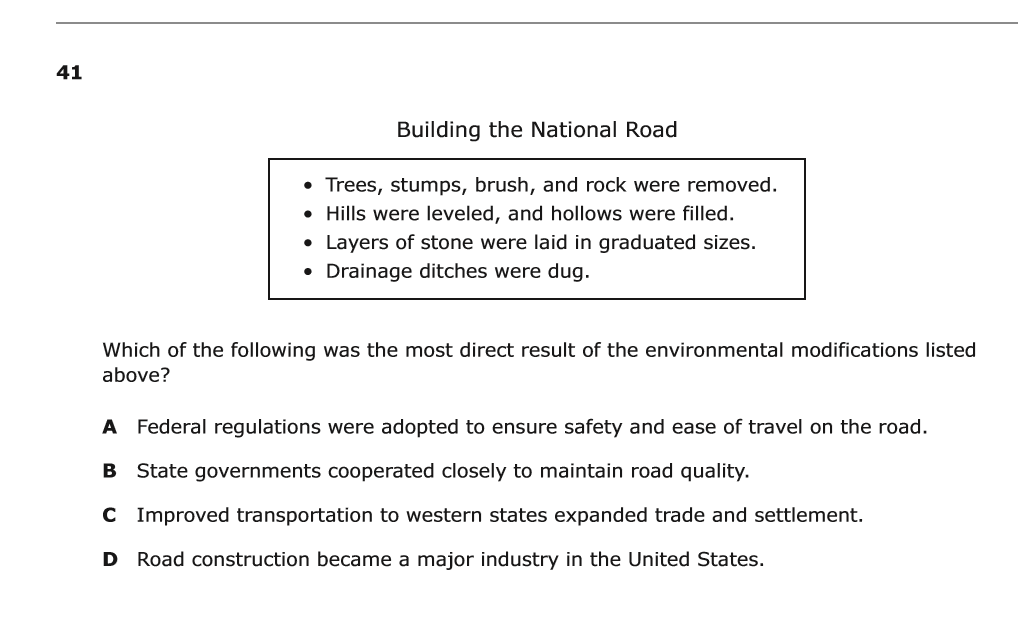 41
Building the National Road
• Trees, stumps, brush, and rock were removed.
• Hills were leveled, and hollows were filled.
• Layers of stone were laid in graduated sizes.
• Drainage ditches were dug.
Which of the following was the most direct result of the environmental modifications listed
above?
A Federal regulations were adopted to ensure safety and ease of travel on the road.
B State governments cooperated closely to maintain road quality.
C Improved transportation to western states expanded trade and settlement.
D Road construction became a major industry in the United States.